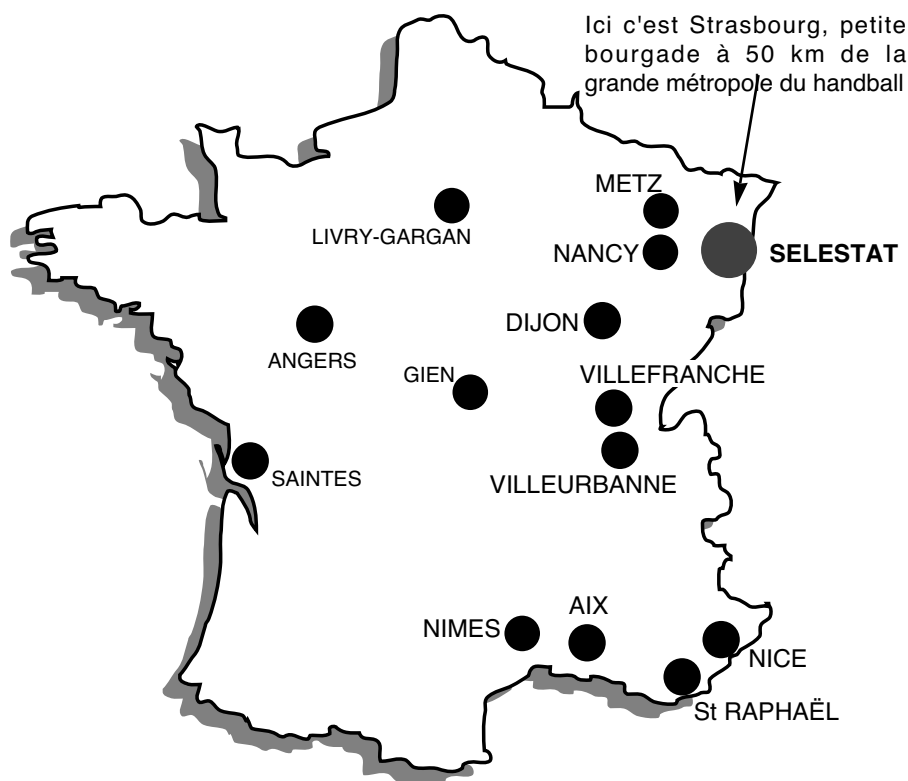 Ici c'est Strasbourg, petite
bourgade à 50 km de la
grande métropole du handball
METZ
LIVRY-GARGAN
NANCY
SELESTAT
DIJON
ANGERS
GIEN
VILLEFRANCHE
SAINTES
VILLEURBANNE
AIX
NIMES
NICE
St RAPHAËL